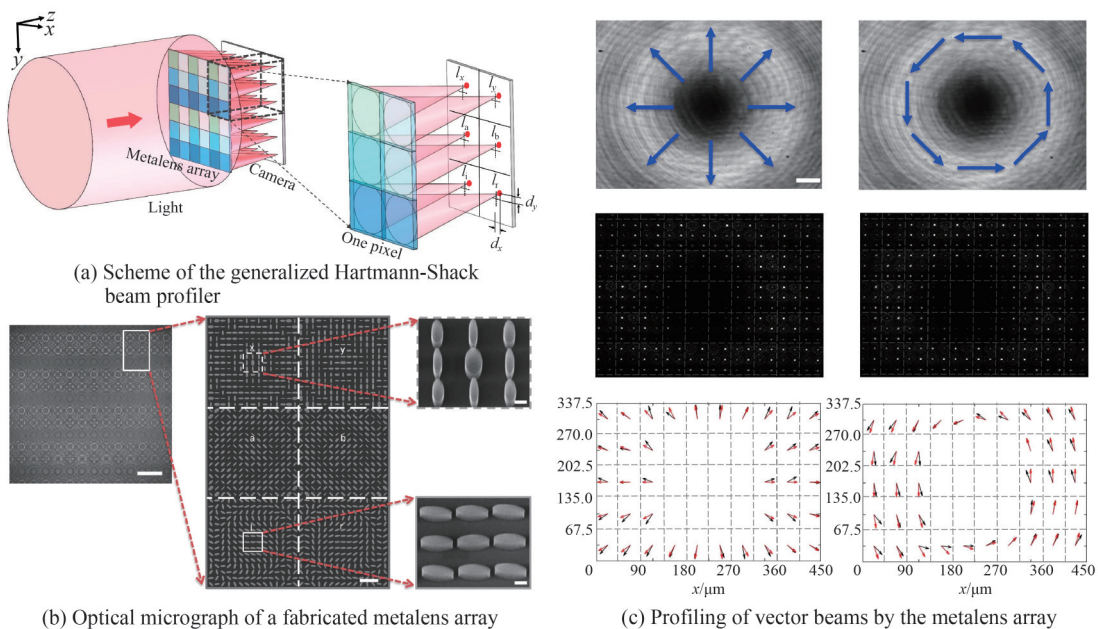 z
x
y
Metalens array
Camera
Light
One pixel
l_x
l_y
l_a
l_b
l_l
l_r
d_y
d_x
(a) Scheme of the generalized Hartmann-Shack
beam profiler
x
y
a
b
l
(b) Optical micrograph of a fabricated metalens array
337.5
270.0
202.5
135.0
67.5
0 90 180 270 360 450
x/μm
337.5
270.0
202.5
135.0
67.5
0 90 180 270 360 450
x/μm
(c) Profiling of vector beams by the metalens array